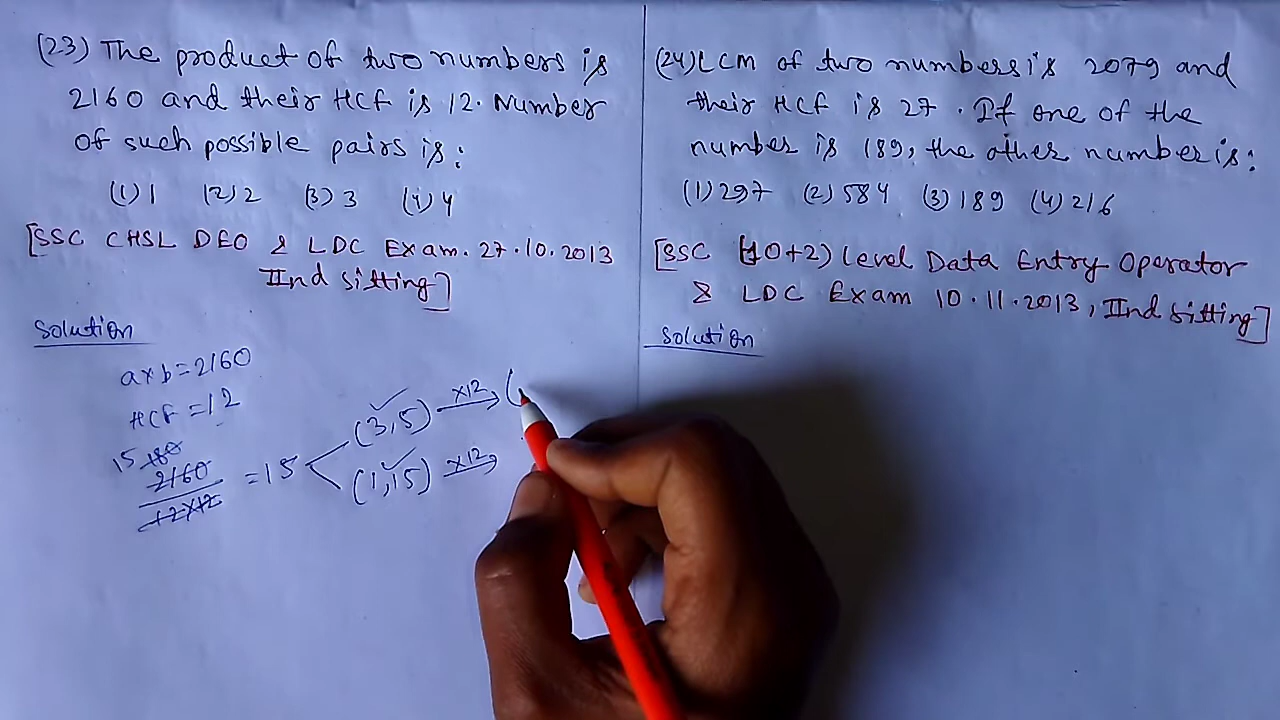 (23) The product of two numbers is
2160 and their HCF is 12. Number
of such possible pairs is:
(1) 1 (2) 2 (3) 3 (4) 4
[SSC CHSL DEO & LDC Exam. 27.10.2013
IInd Sitting]
Solution
a×b=2160
HCF=12
15 180
2160
12×12
=15
(3,5) ×12 (
(1,15) ×12
(24) LCM of two numbers is 2079 and
their HCF is 27. If one of the
number is 189, the other number is:
(1) 297 (2) 584 (3) 189 (4) 216
[SSC (10+2) Level Data Entry Operator
& LDC Exam 10.11.2013, IInd Sitting]
Solution